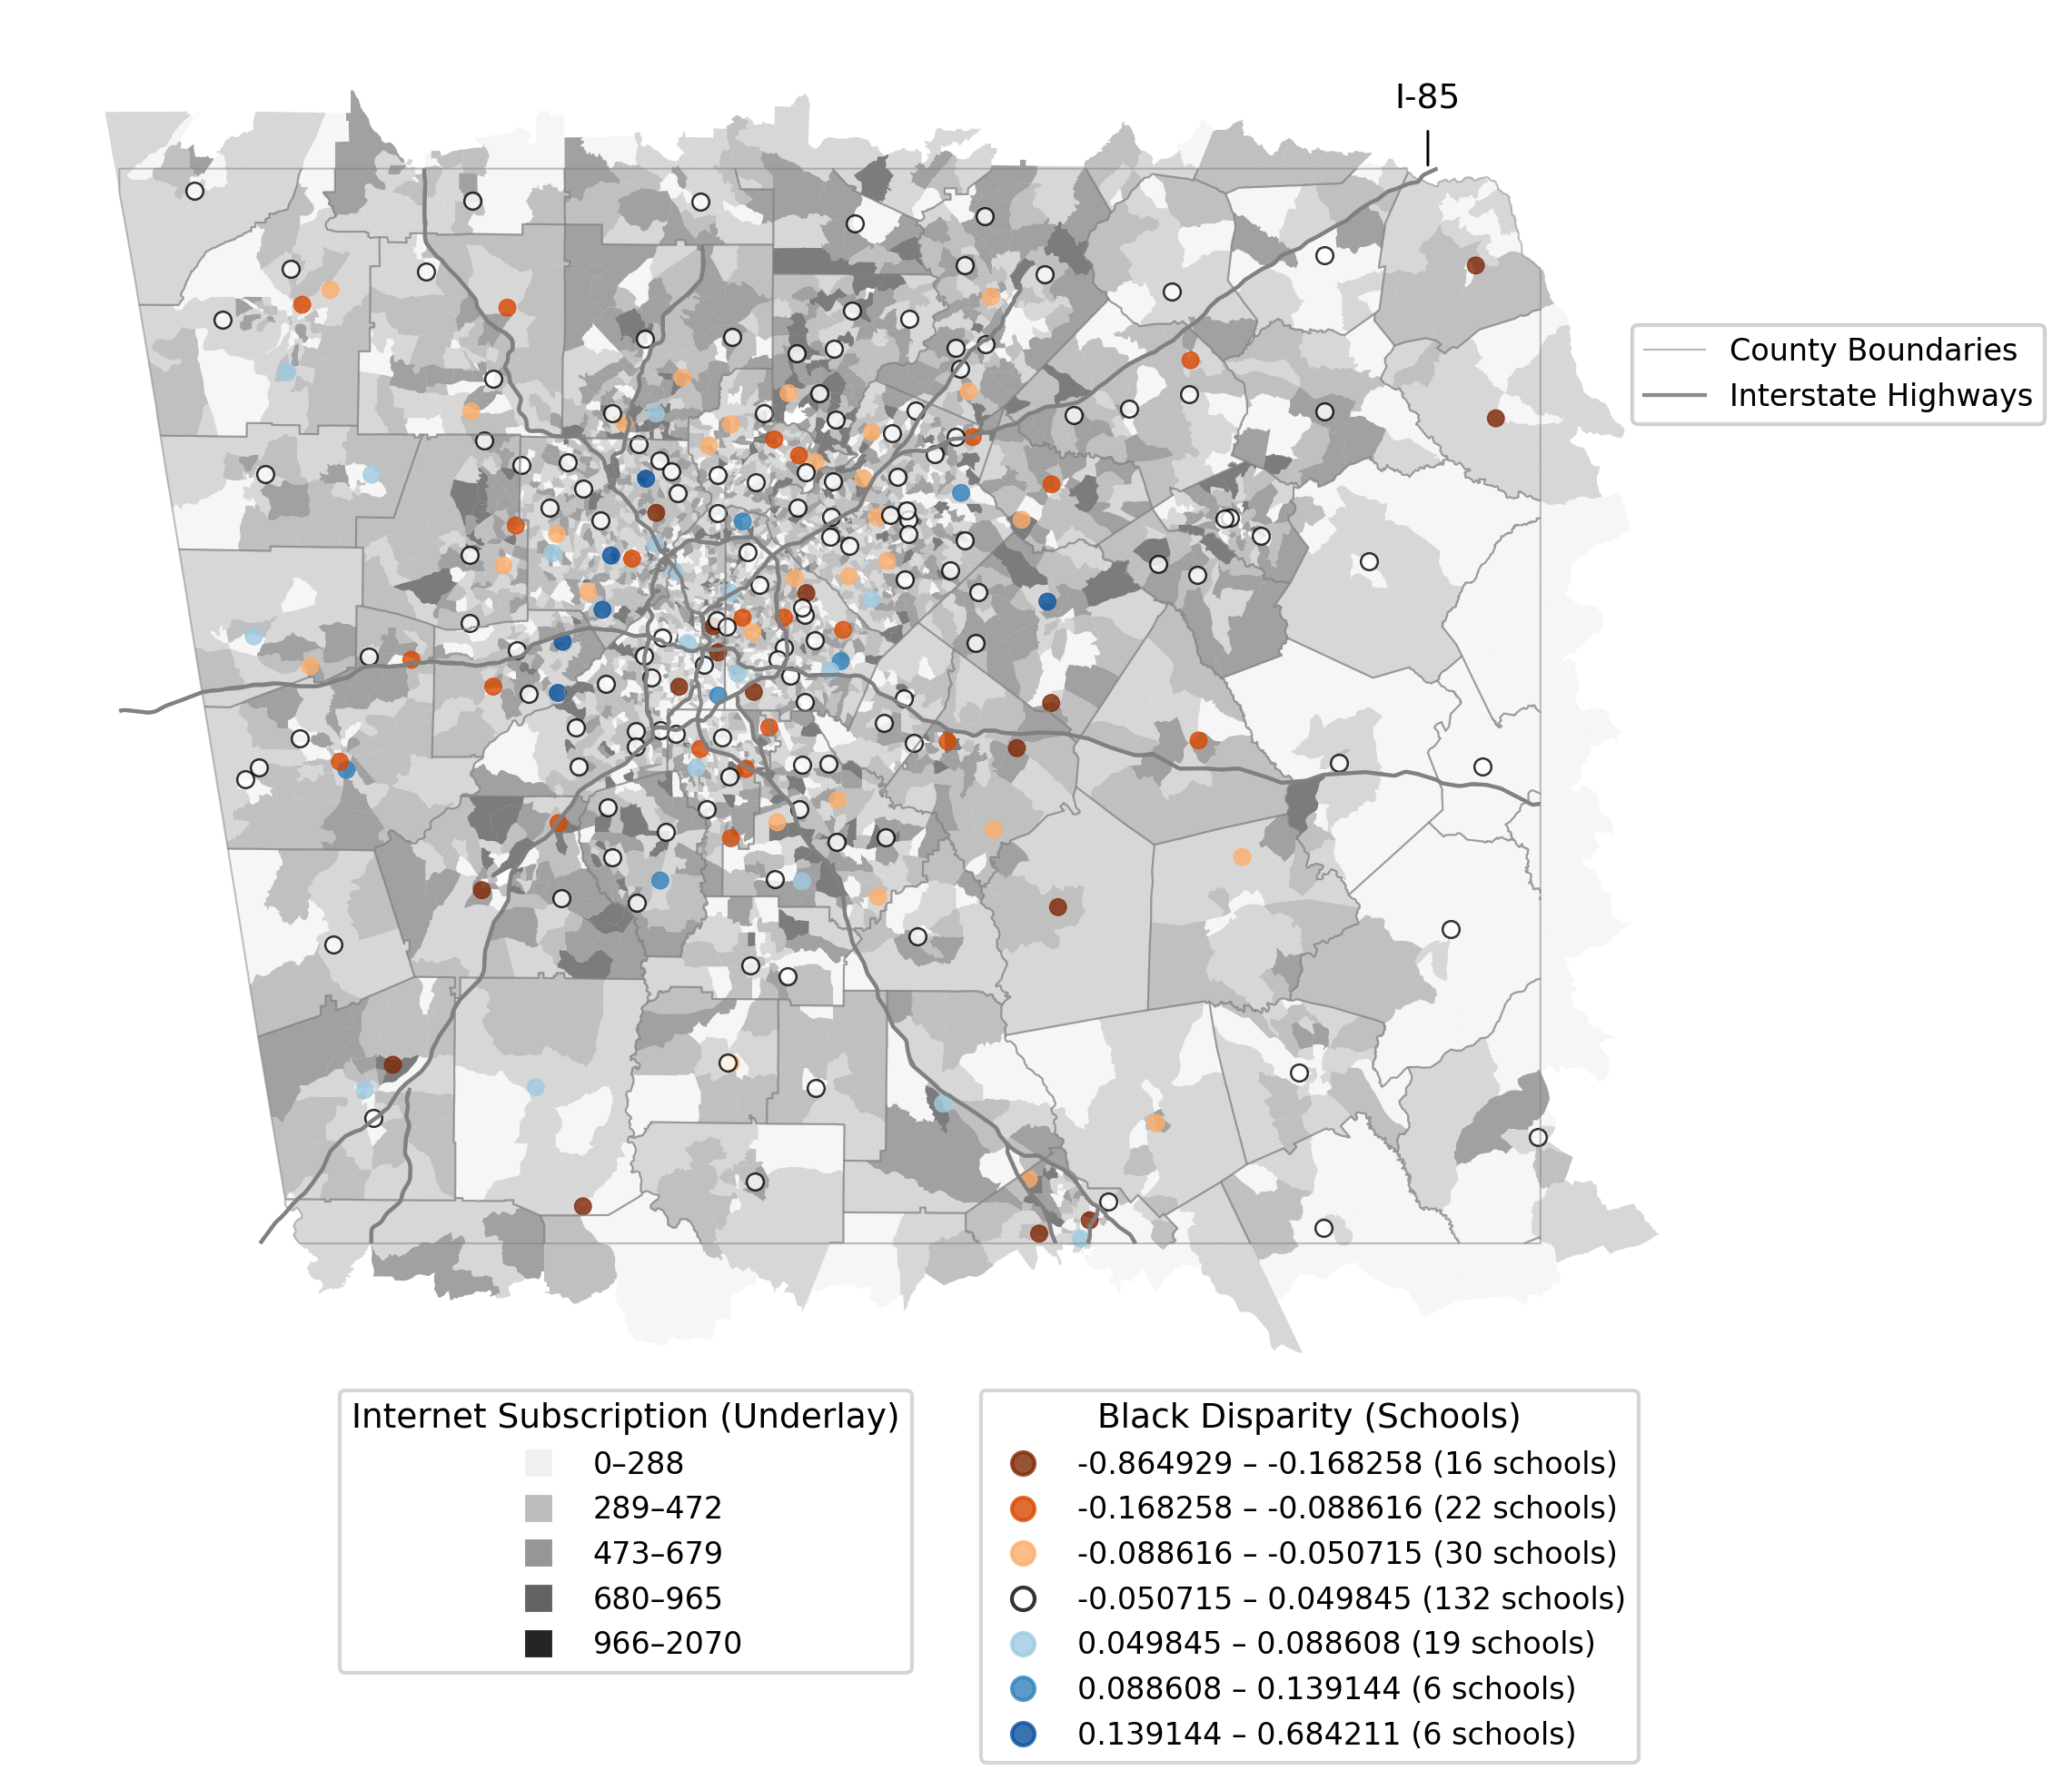 I-85
County Boundaries
Interstate Highways
Internet Subscription (Underlay)
0–288
289–472
473–679
680–965
966–2070
Black Disparity (Schools)
-0.864929 – -0.168258 (16 schools)
-0.168258 – -0.088616 (22 schools)
-0.088616 – -0.050715 (30 schools)
-0.050715 – 0.049845 (132 schools)
0.049845 – 0.088608 (19 schools)
0.088608 – 0.139144 (6 schools)
0.139144 – 0.684211 (6 schools)